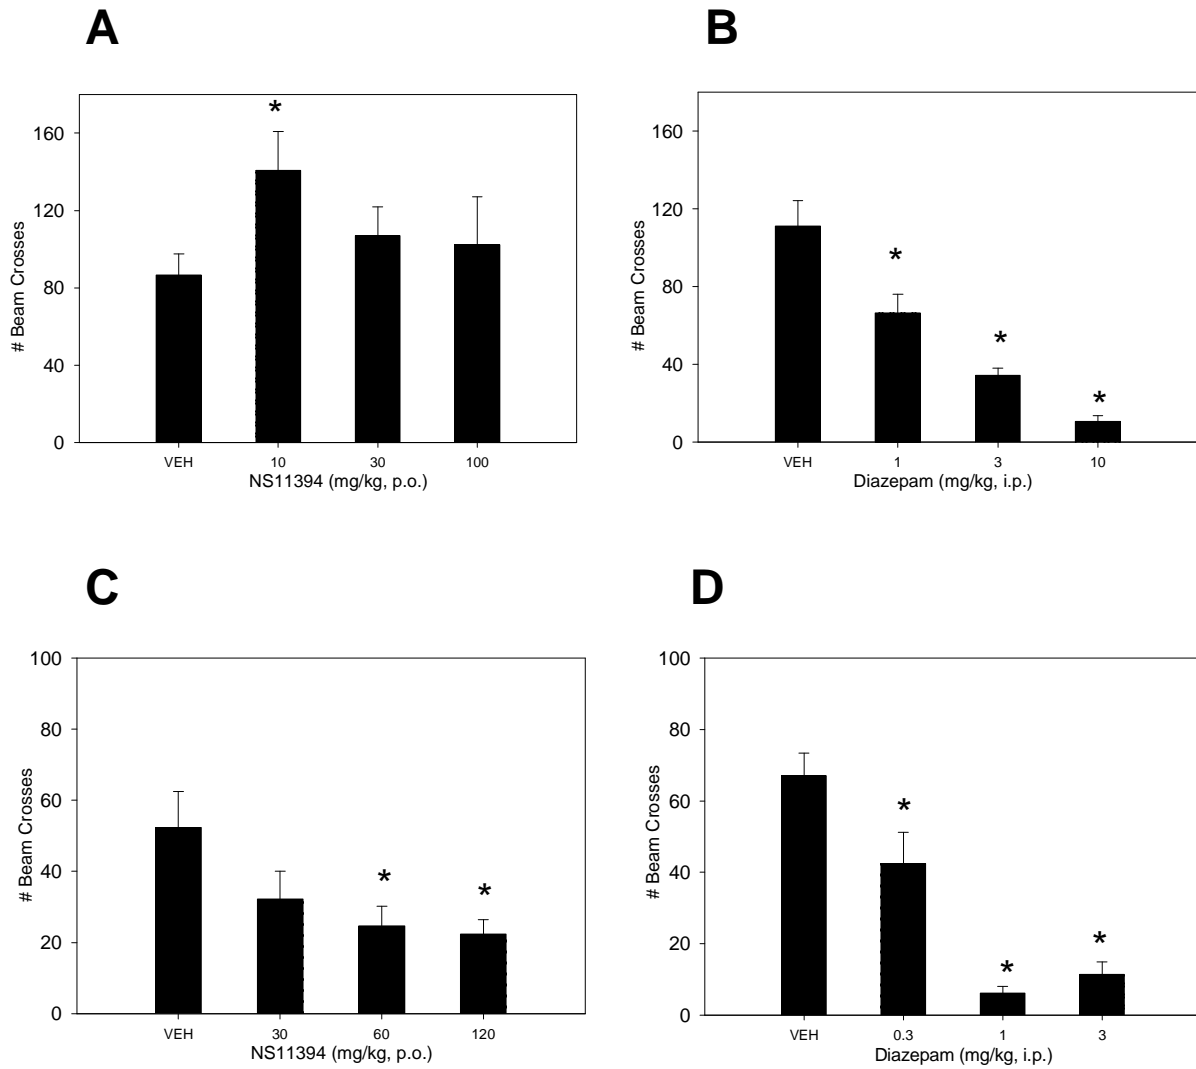 A
B
*
160
120
80
40
0
# Beam Crosses
VEH
10
30
100
NS11394 (mg/kg, p.o.)
160
120
80
40
0
# Beam Crosses
*
*
*
VEH
1
3
10
Diazepam (mg/kg, i.p.)
C
D
100
80
60
40
20
0
# Beam Crosses
*
*
VEH
30
60
120
NS11394 (mg/kg, p.o.)
100
80
60
40
20
0
# Beam Crosses
*
*
*
VEH
0.3
1
3
Diazepam (mg/kg, i.p.)